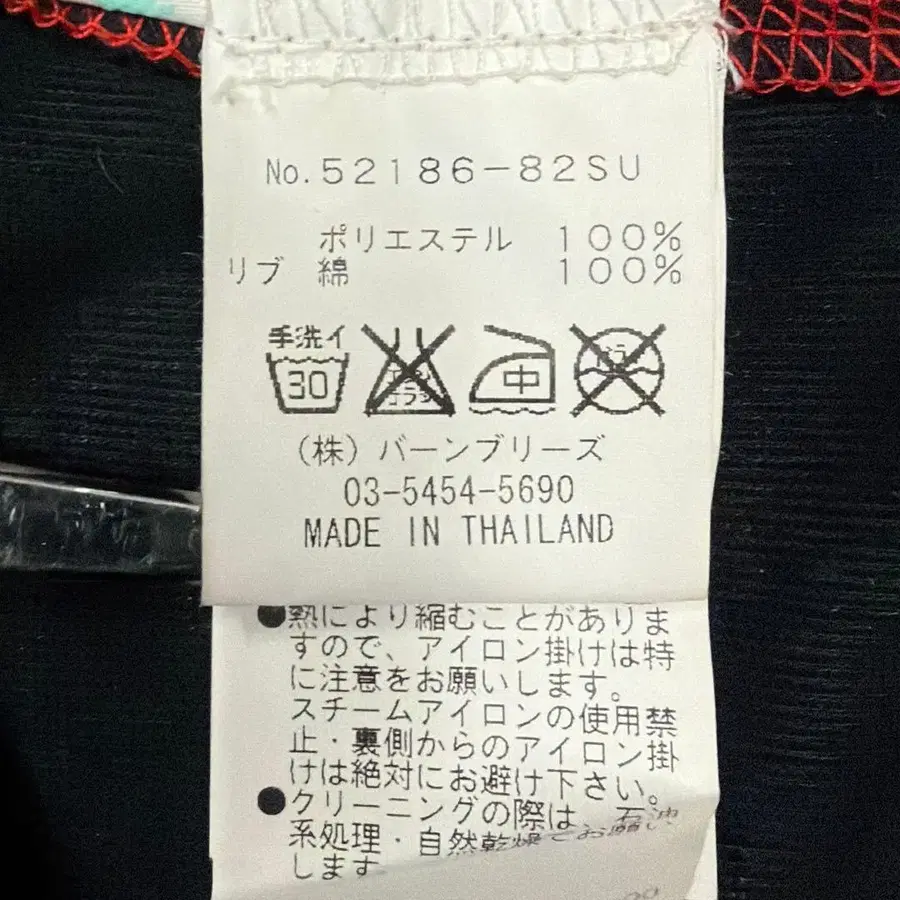 No.52186-82SU
ポリエステル 100%
リブ 綿 100%
手洗イ
30
中
(株)バーンブリーズ
03-5454-5690
MADE IN THAILAND
●熱により縮むことがありま
すので、アイロン掛けは特
に注意をお願いします。
スチームアイロンの使用禁
止・裏側からのアイロン掛
けは絶対にお避け下さい。
●クリーニングの際は、石油
系処理・自然乾燥でお願い
します